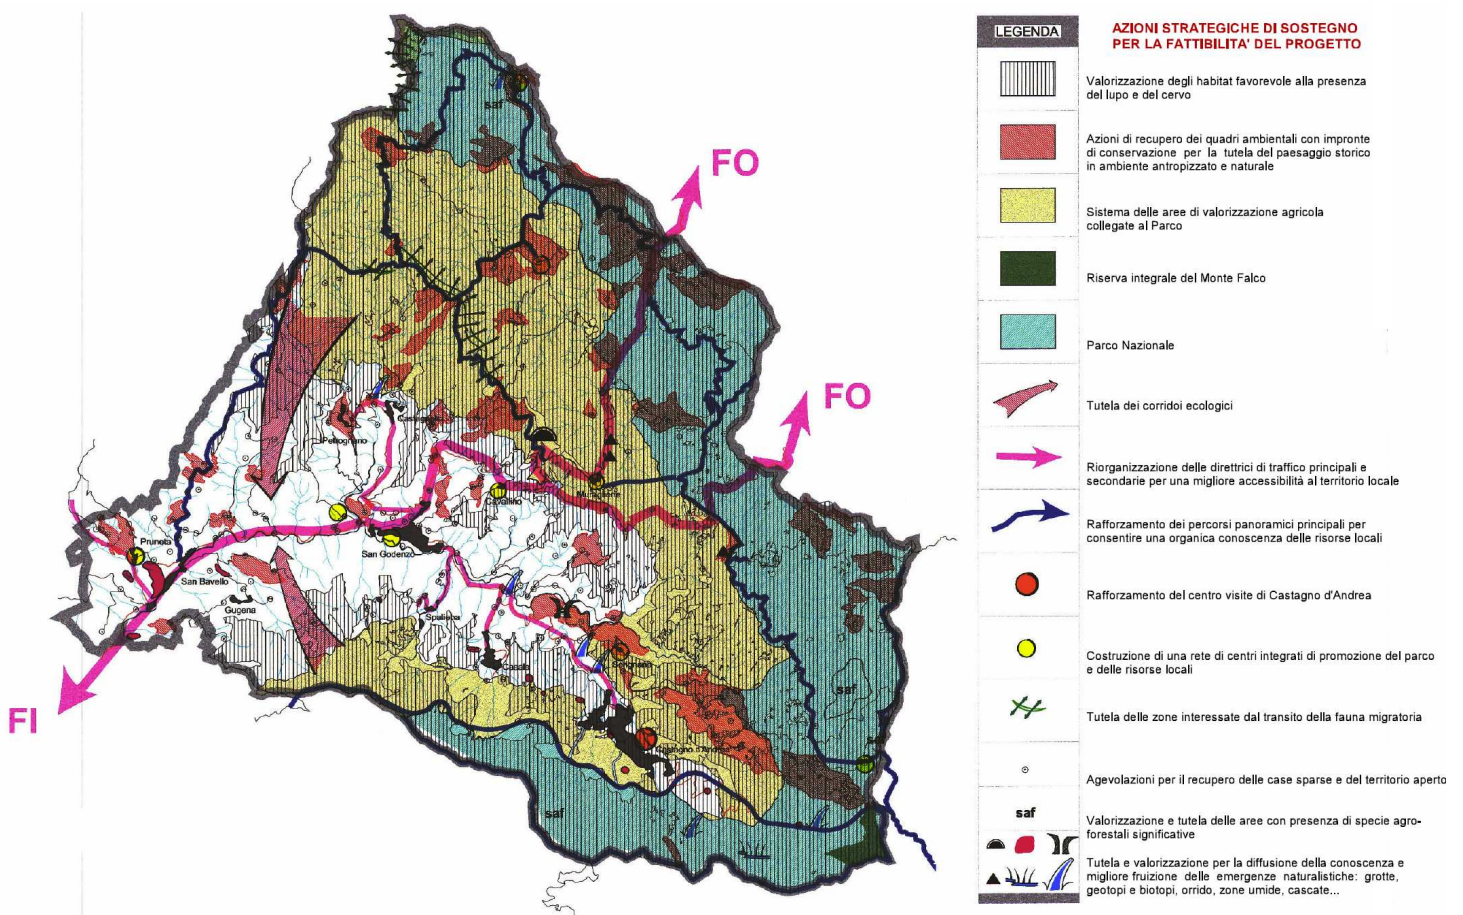 LEGENDA
AZIONI STRATEGICHE DI SOSTEGNO
PER LA FATTIBILITA' DEL PROGETTO
Valorizzazione degli habitat favorevole alla presenza
del lupo e del cervo
Azioni di recupero dei quadri ambientali con impronte
di conservazione per la tutela del paesaggio storico
in ambiente antropizzato e naturale
Sistema delle aree di valorizzazione agricola
collegate al Parco
Riserva integrale del Monte Falco
Parco Nazionale
Tutela dei corridoi ecologici
Riorganizzazione delle direttrici di traffico principali e
secondarie per una migliore accessibilità al territorio locale
Rafforzamento dei percorsi panoramici principali per
consentire una organica conoscenza delle risorse locali
Rafforzamento del centro visite di Castagno d'Andrea
Costruzione di una rete di centri integrati di promozione del parco
e delle risorse locali
Tutela delle zone interessate dal transito della fauna migratoria
Agevolazioni per il recupero delle case sparse e del territorio aperto
saf
Valorizzazione e tutela delle aree con presenza di specie agro-
forestali significative
Tutela e valorizzazione per la diffusione della conoscenza e
migliore fruizione delle emergenze naturalistiche: grotte,
geotopi e biotopi, orrido, zone umide, cascate...
saf
FO
FO
Petrognano
Cavallino
Pruneta
San Godenzo
San Bavello
Gugena
Spaliena
Casale
saf
Castagno d'Andrea
saf
FI